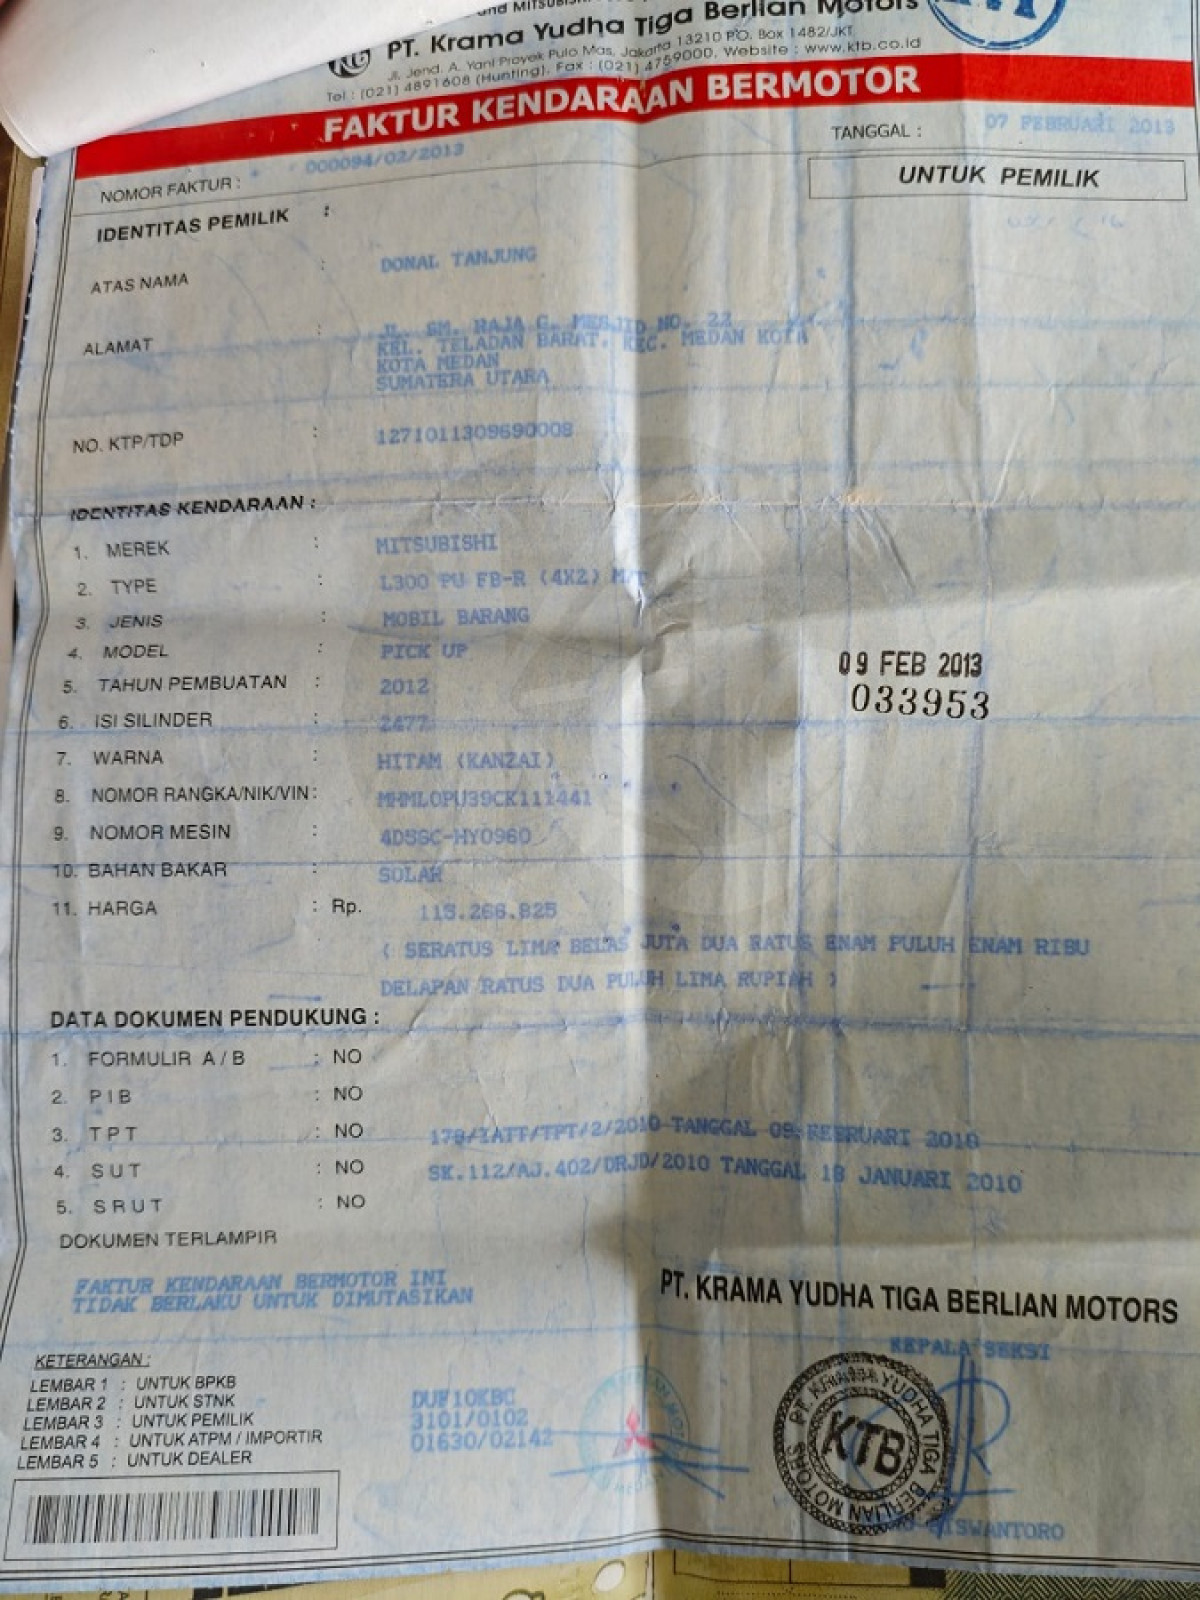 PT. Krama Yudha Tiga Berlian Motors
Jl. Jend. A. Yani Proyek Pulo Mas, Jakarta 13210 P.O. Box 1482/JKT
Tel : (021) 4891608 (Hunting), Fax : (021) 4759000, Website : www.ktb.co.id
FAKTUR KENDARAAN BERMOTOR
NOMOR FAKTUR : 000094/02/2013
TANGGAL : 07 FEBRUARI 2013
UNTUK PEMILIK
IDENTITAS PEMILIK :
ATAS NAMA : DONAL TANJUNG
ALAMAT : JL. SM. RAJA G. MESJID NO. 22
KEL. TELADAN BARAT. KEC. MEDAN KOTA
KOTA MEDAN
SUMATERA UTARA
NO. KTP/TDP : 1271011309690008
IDENTITAS KENDARAAN :
1. MEREK : MITSUBISHI
2. TYPE : L300 PU FB-R (4X2) M/T
3. JENIS : MOBIL BARANG
4. MODEL : PICK UP
5. TAHUN PEMBUATAN : 2012
6. ISI SILINDER : 2477
7. WARNA : HITAM (KANZAI)
8. NOMOR RANGKA/NIK/VIN : MHML0PU39CK111441
9. NOMOR MESIN : 4D56C-HY0960
10. BAHAN BAKAR : SOLAR
11. HARGA : Rp. 115.266.825
( SERATUS LIMA BELAS JUTA DUA RATUS ENAM PULUH ENAM RIBU
DELAPAN RATUS DUA PULUH LIMA RUPIAH )
09 FEB 2013
033953
DATA DOKUMEN PENDUKUNG :
1. FORMULIR A / B : NO
2. P I B : NO
3. T P T : NO 178/IATT/TPT/2/2010 TANGGAL 09 FEBRUARI 2010
4. S U T : NO SK.112/AJ.402/DRJD/2010 TANGGAL 18 JANUARI 2010
5. S R U T : NO
DOKUMEN TERLAMPIR
FAKTUR KENDARAAN BERMOTOR INI
TIDAK BERLAKU UNTUK DIMUTASIKAN
PT. KRAMA YUDHA TIGA BERLIAN MOTORS
KEPALA SEKSI
KETERANGAN :
LEMBAR 1 : UNTUK BPKB
LEMBAR 2 : UNTUK STNK
LEMBAR 3 : UNTUK PEMILIK
LEMBAR 4 : UNTUK ATPM / IMPORTIR
LEMBAR 5 : UNTUK DEALER
DUF10KBC
3101/0102
01630/02142
PT. KRAMA YUDHA TIGA BERLIAN MOTORS
KTB
SISWANTORO